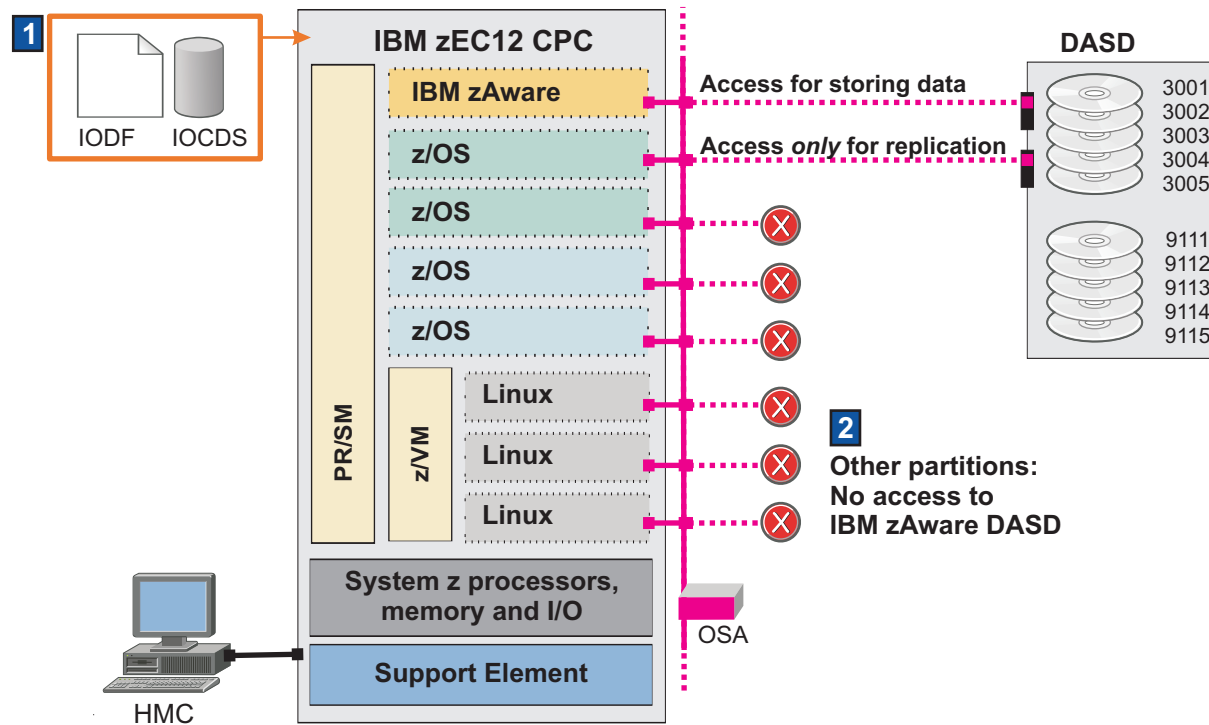 1
IODF
IOCDS
IBM zEC12 CPC
PR/SM
IBM zAware
z/OS
z/OS
z/OS
z/OS
z/VM
Linux
Linux
Linux
System z processors,
memory and I/O
Support Element
HMC
Access for storing data
Access only for replication
OSA
2
Other partitions:
No access to
IBM zAware DASD
DASD
3001
3002
3003
3004
3005
9111
9112
9113
9114
9115